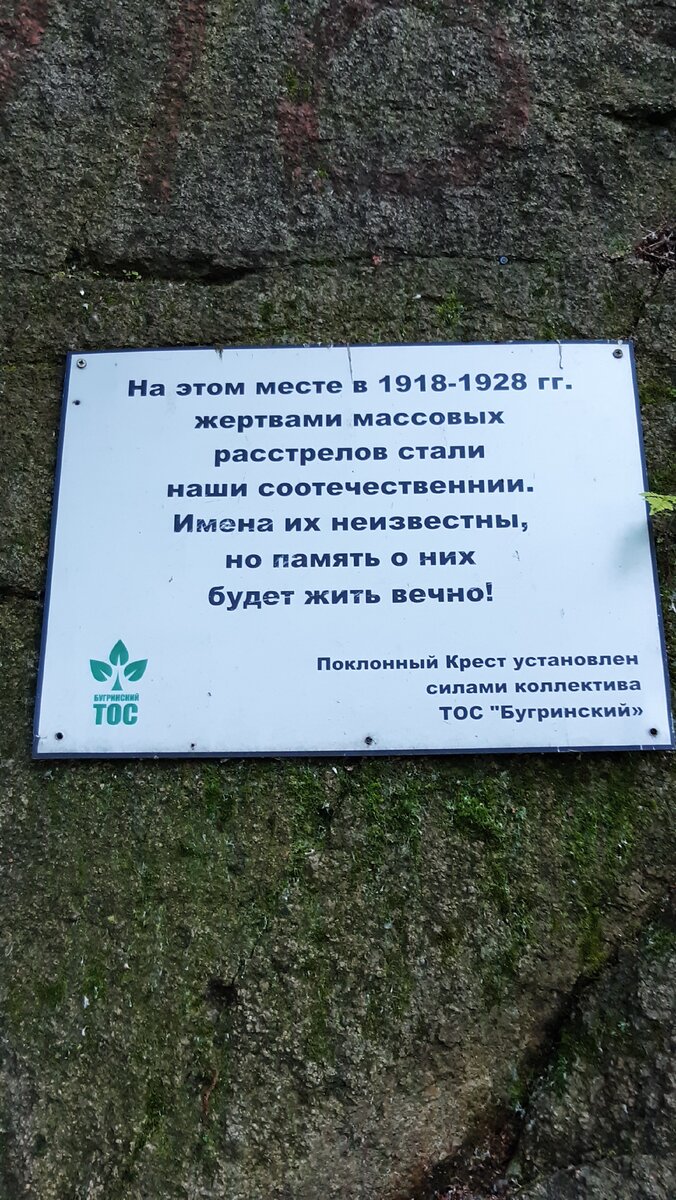 На этом месте в 1918-1928 гг.
жертвами массовых
расстрелов стали
наши соотечественнии.
Имена их неизвестны,
но память о них
будет жить вечно!
Поклонный Крест установлен
силами коллектива
ТОС "Бугринский»
БУГРИНСКИЙ
ТОС